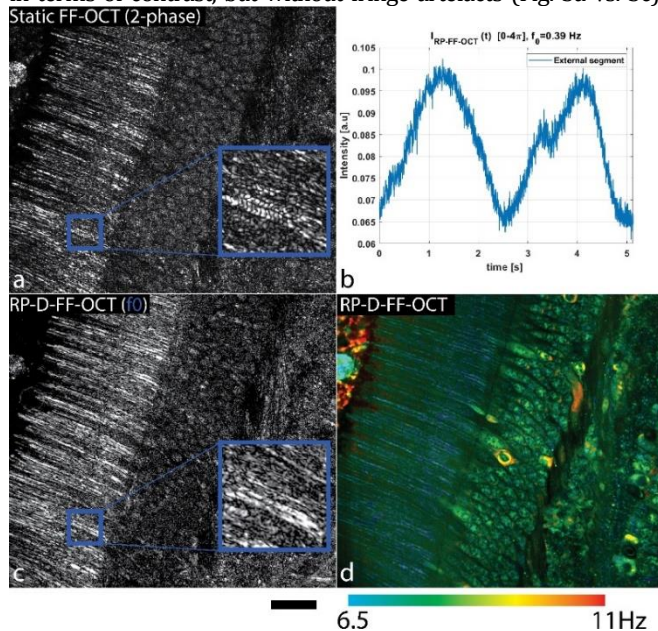 in terms of contrast, but without fringe artefacts (Fig. vs.
Static FF-OCT (2-phase)
a
I RP-FF-OCT (t) [0-4π], f0=0.39 Hz
External segment
0.105
0.1
0.095
0.09
0.085
0.08
0.075
0.07
0.065
0.06
Intensity [a.u]
0 1 2 3 4 5
time [s]
b
RP-D-FF-OCT (f0)
c
RP-D-FF-OCT
d
6.5 11Hz